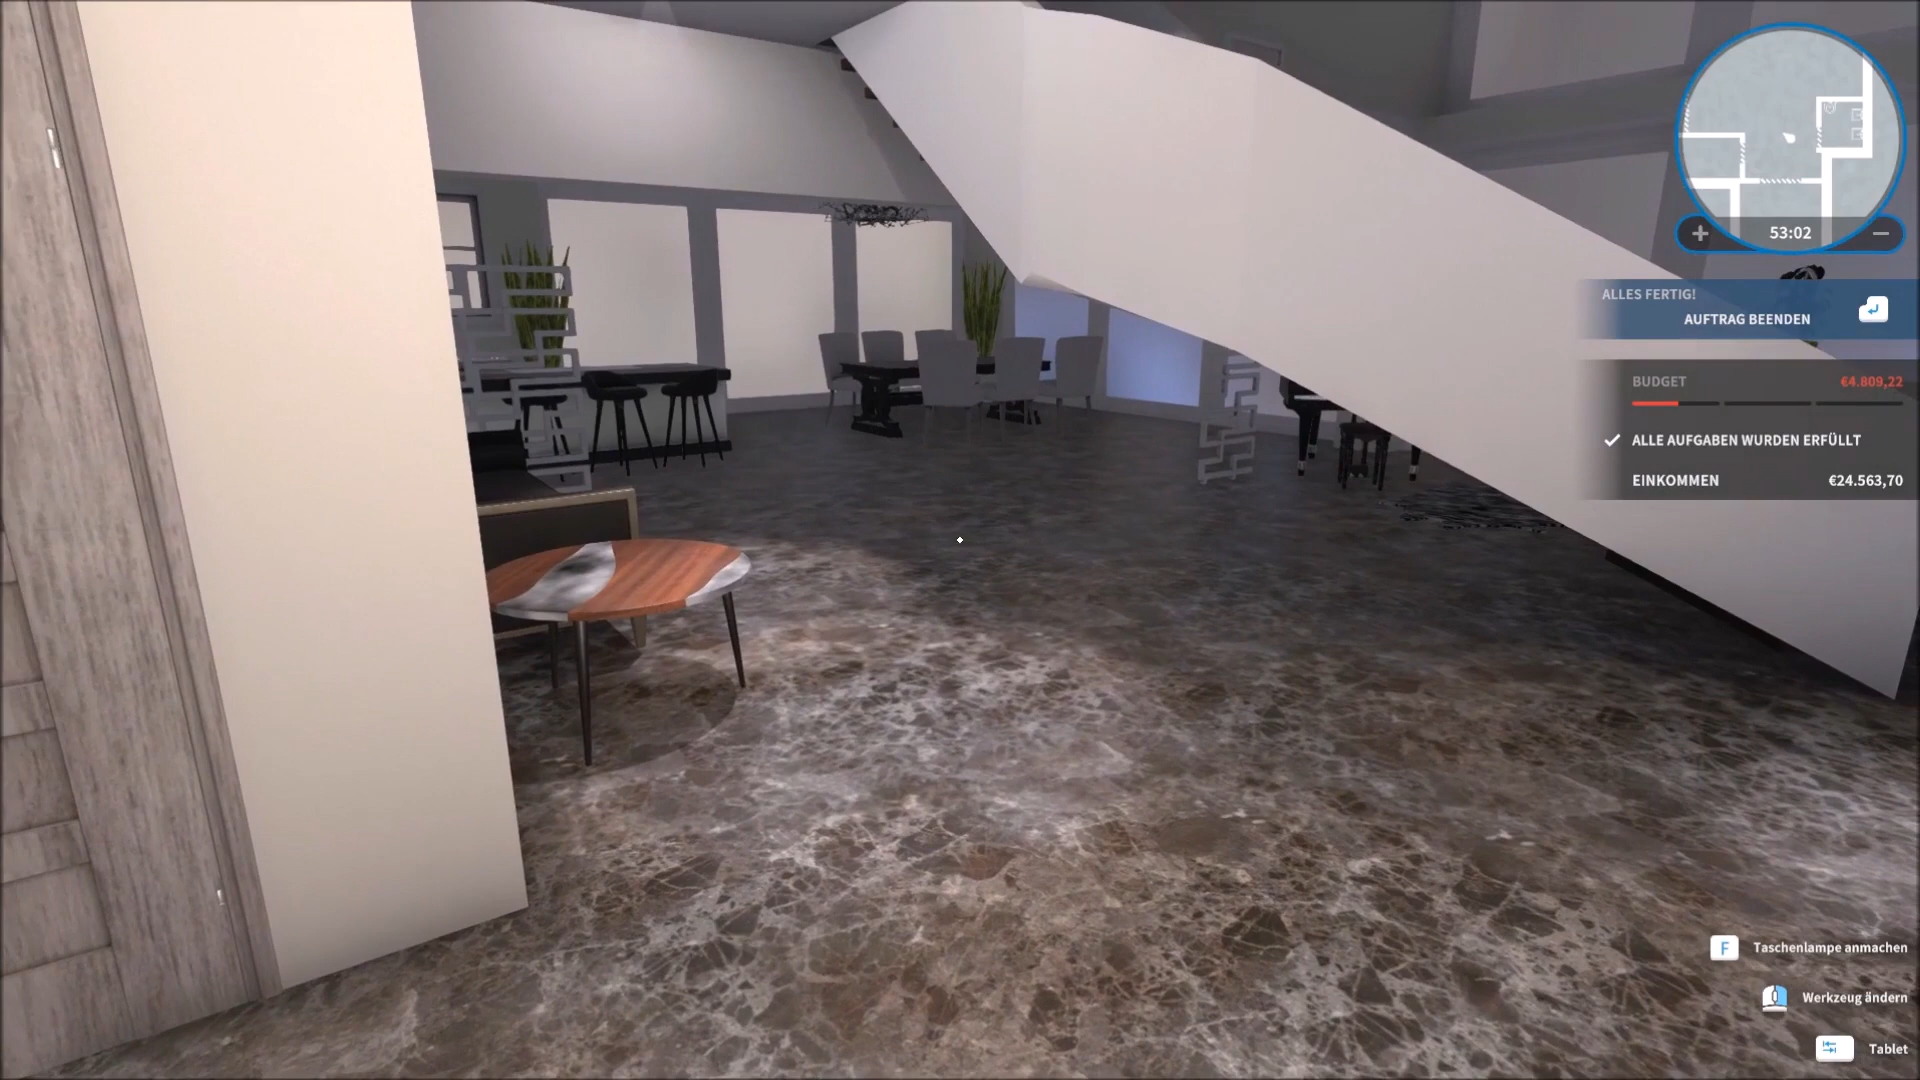 + 53:02 −
ALLES FERTIG!
AUFTRAG BEENDEN
BUDGET €4.809,22
ALLE AUFGABEN WURDEN ERFÜLLT
EINKOMMEN €24.563,70
F Taschenlampe anmachen
Werkzeug ändern
Tablet